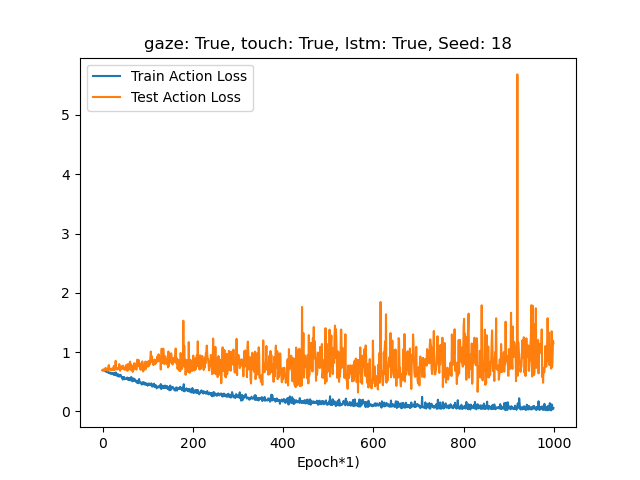 gaze: True, touch: True, lstm: True, Seed: 18
Train Action Loss
Test Action Loss
5
4
3
2
1
0
0 200 400 600 800 1000
Epoch*1)